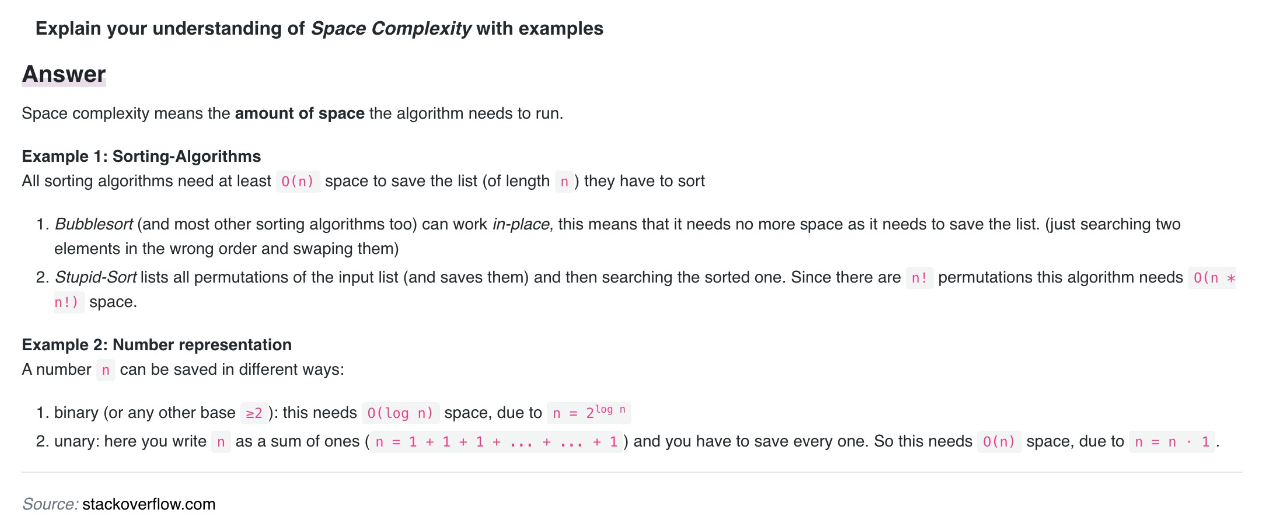 Explain your understanding of Space Complexity with examples
Answer
Space complexity means the amount of space the algorithm needs to run.
Example 1: Sorting-Algorithms
All sorting algorithms need at least O(n) space to save the list (of length n ) they have to sort
1. Bubblesort (and most other sorting algorithms too) can work in-place, this means that it needs no more space as it needs to save the list. (just searching two
elements in the wrong order and swaping them)
2. Stupid-Sort lists all permutations of the input list (and saves them) and then searching the sorted one. Since there are n! permutations this algorithm needs O(n *
n!) space.
Example 2: Number representation
A number n can be saved in different ways:
1. binary (or any other base ≥2 ): this needs O(log n) space, due to n = 2^log n
2. unary: here you write n as a sum of ones ( n = 1 + 1 + 1 + ... + ... + 1 ) and you have to save every one. So this needs O(n) space, due to n = n · 1 .
Source: stackoverflow.com